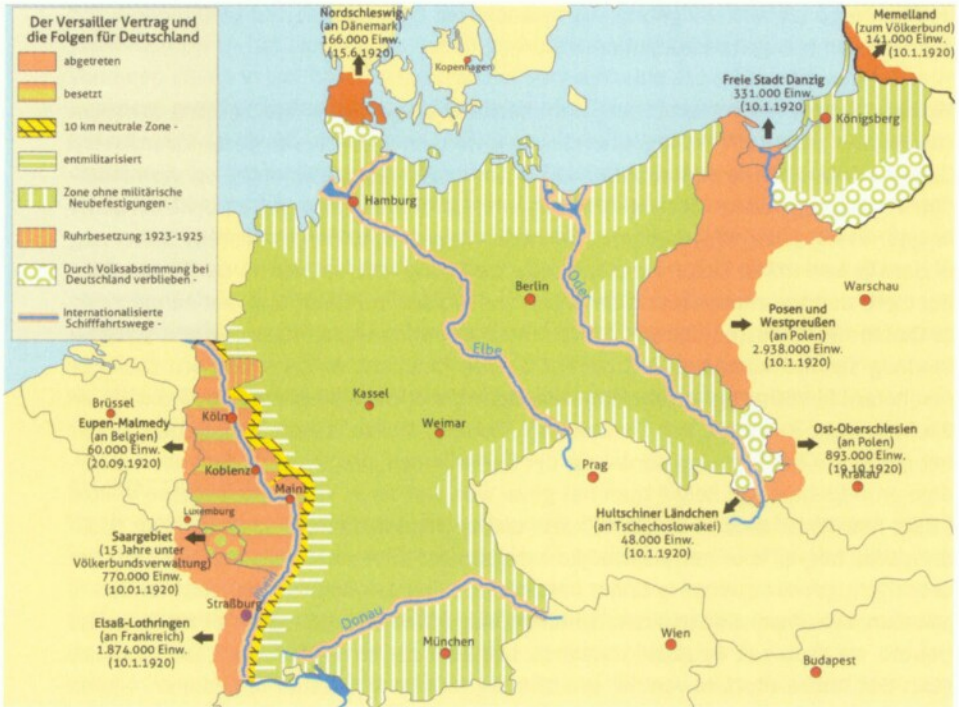 Der Versailler Vertrag und
die Folgen für Deutschland
abgetreten
besetzt
10 km neutrale Zone -
entmilitarisiert
Zone ohne militärische
Neubefestigungen -
Ruhrbesetzung 1923-1925
Durch Volksabstimmung bei
Deutschland verblieben -
Internationalisierte
Schifffahrtswege -
Nordschleswig
(an Dänemark)
166.000 Einw.
(15.6.1920)
Kopenhagen
Memelland
(zum Völkerbund)
141.000 Einw.
(10.1.1920)
Freie Stadt Danzig
331.000 Einw.
(10.1.1920)
Königsberg
Hamburg
Berlin
Oder
Warschau
Posen und
Westpreußen
(an Polen)
2.938.000 Einw.
(10.1.1920)
Elbe
Kassel
Weimar
Brüssel
Eupen-Malmedy
(an Belgien)
60.000 Einw.
(20.09.1920)
Köln
Koblenz
Mainz
Luxemburg
Prag
Ost-Oberschlesien
(an Polen)
893.000 Einw.
(19.10.1920)
Krakau
Hultschiner Ländchen
(an Tschechoslowakei)
48.000 Einw.
(10.1.1920)
Saargebiet
(15 Jahre unter
Völkerbundsverwaltung)
770.000 Einw.
(10.01.1920)
Rhein
Straßburg
Elsaß-Lothringen
(an Frankreich)
1.874.000 Einw.
(10.1.1920)
Donau
München
Wien
Budapest